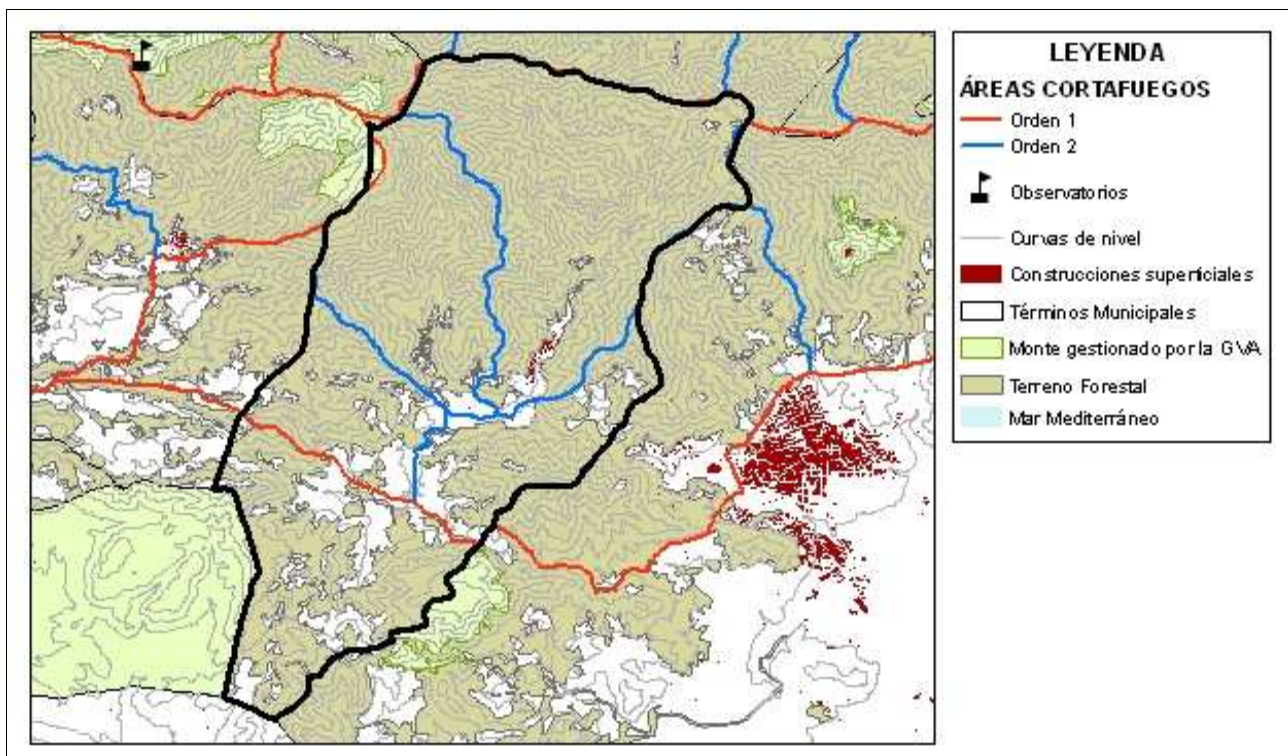 LEYENDA
ÁREAS CORTAFUEGOS
Orden 1
Orden 2
Observatorios
Curvas de nivel
Construcciones superficiales
Términos Municipales
Monte gestionado por la GVA
Terreno Forestal
Mar Mediterráneo